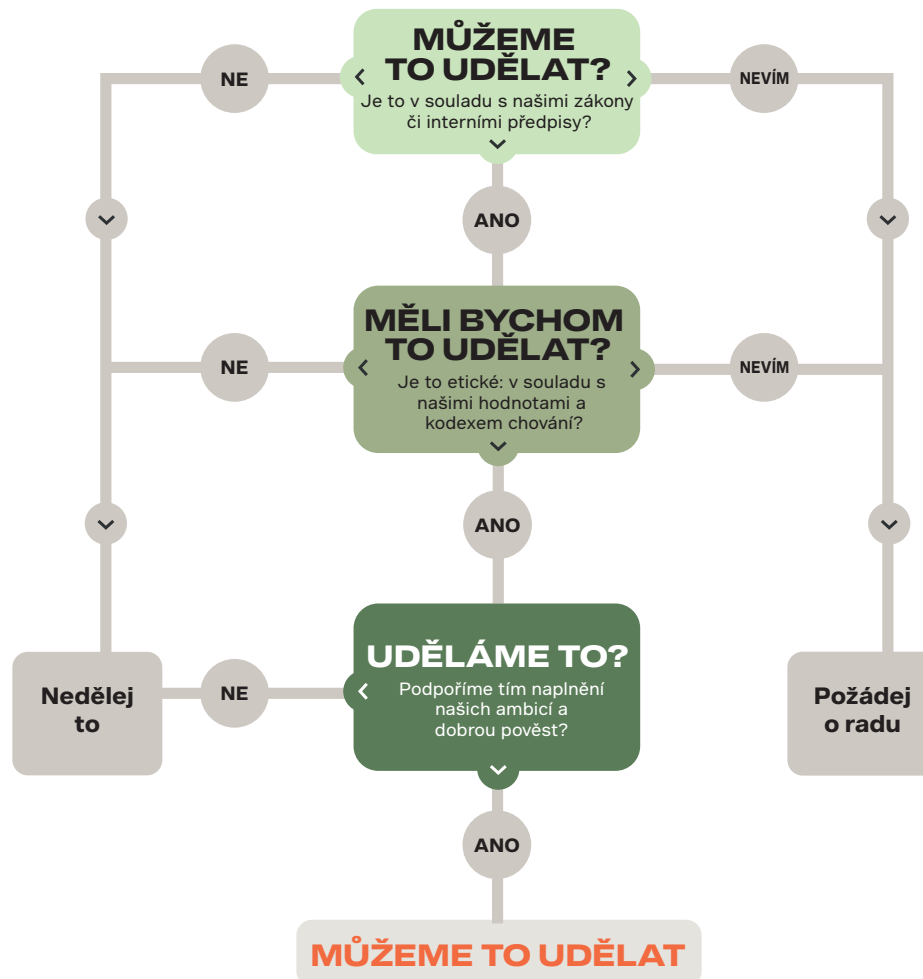 MŮŽEME
TO UDĚLAT?
Je to v souladu s našimi zákony
či interními předpisy?
NE
NEVÍM
ANO
MĚLI BYCHOM
TO UDĚLAT?
Je to etické: v souladu s
našimi hodnotami a
kodexem chování?
NE
NEVÍM
ANO
UDĚLÁME TO?
Podpoříme tím naplnění
našich ambicí a
dobrou pověst?
NE
Nedělej
to
Požádej
o radu
ANO
MŮŽEME TO UDĚLAT